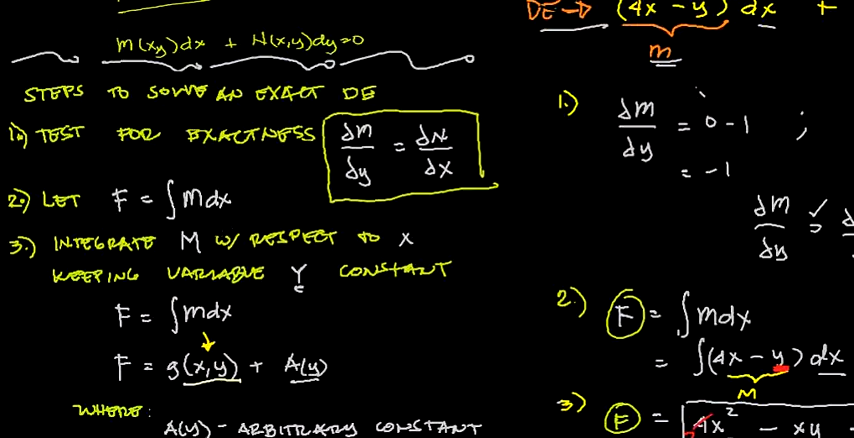 M(x,y)dx + N(x,y)dy=0
STEPS TO SOLVE AN EXACT DE
1.) TEST FOR EXACTNESS ∂M/∂y = ∂N/∂x
2.) LET F = ∫Mdx
3.) INTEGRATE M W/ RESPECT TO X
KEEPING VARIABLE Y CONSTANT
F = ∫Mdx
F = g(x,y) + A(y)
WHERE:
A(y) - ARBITRARY CONSTANT
DE → (4x - y) dx +
M
1.) ∂M/∂y = 0 - 1 ;
= -1
∂M/∂y =
2.) F = ∫Mdx
= ∫(4x - y) dx
M
3.) F = 4x² - xy